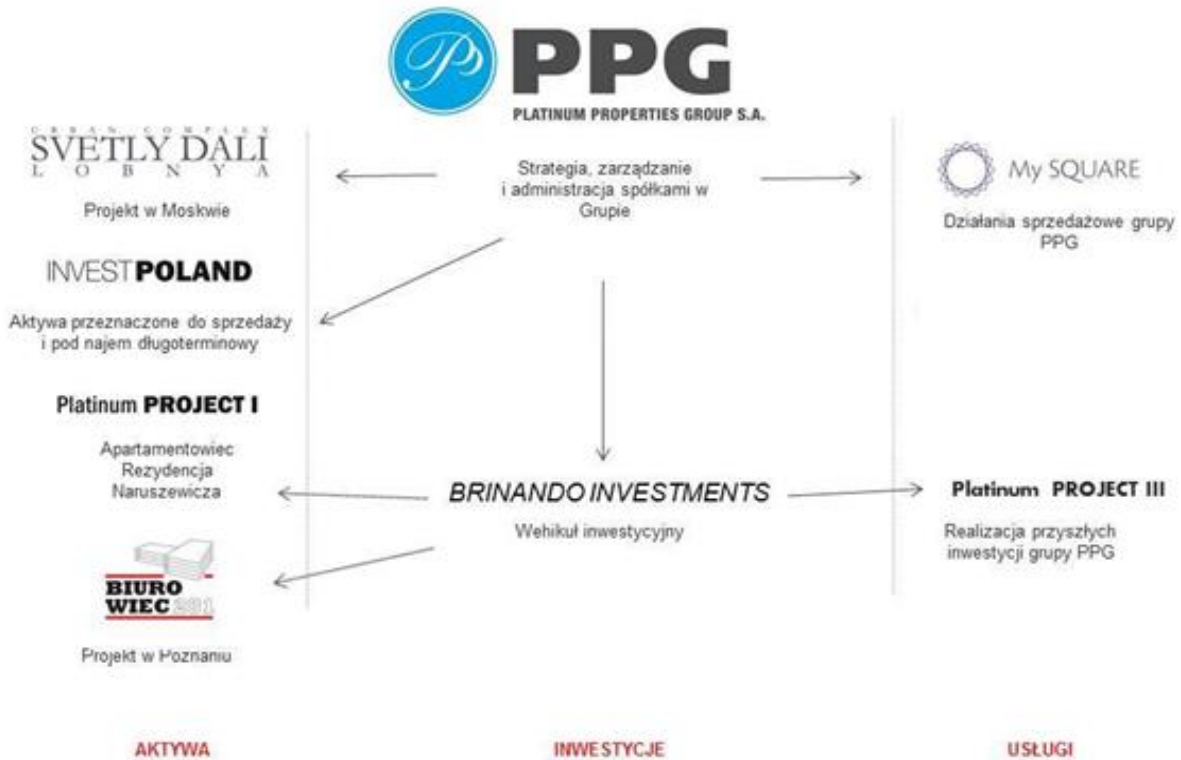 PPG
PLATINUM PROPERTIES GROUP S.A.
URBAN COMPLEX
SVETLY DALI
LOBNYA
Projekt w Moskwie
INVESTPOLAND
Aktywa przeznaczone do sprzedaży
i pod najem długoterminowy
Platinum PROJECT I
Apartamentowiec
Rezydencja
Naruszewicza
BIURO
WIEC 281
Projekt w Poznaniu
AKTYWA
Strategia, zarządzanie
i administracja spółkami w
Grupie
BRINANDO INVESTMENTS
Wehikuł inwestycyjny
INWESTYCJE
My SQUARE
Działania sprzedażowe grupy
PPG
Platinum PROJECT III
Realizacja przyszłych
inwestycji grupy PPG
USŁUGI